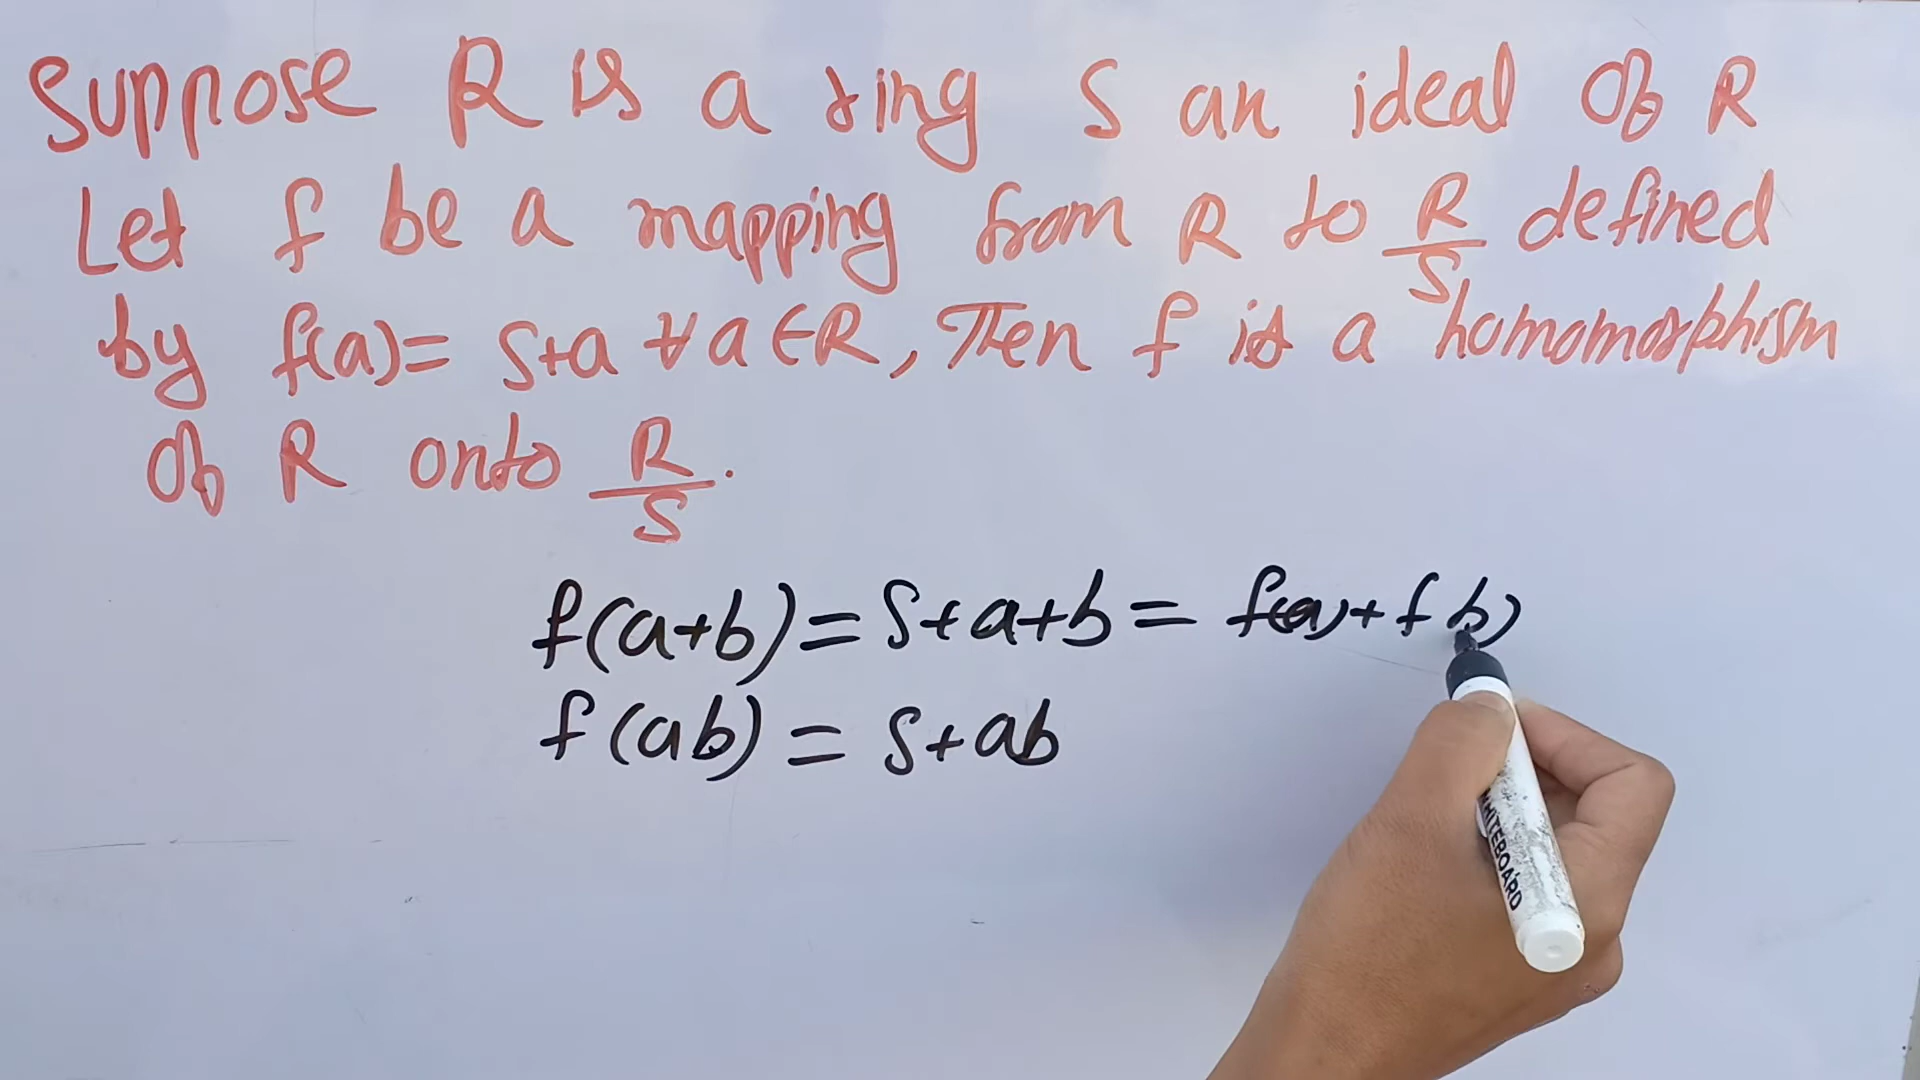 Suppose R is a ring S an ideal of R
Let f be a mapping from R to R/S defined
by f(a) = S+a ∀ a ∈ R, Then f is a homomorphism
of R onto R/S.
f(a+b) = S+a+b = f(a)+f b)
f(ab) = S+ab
WHITEBOARD